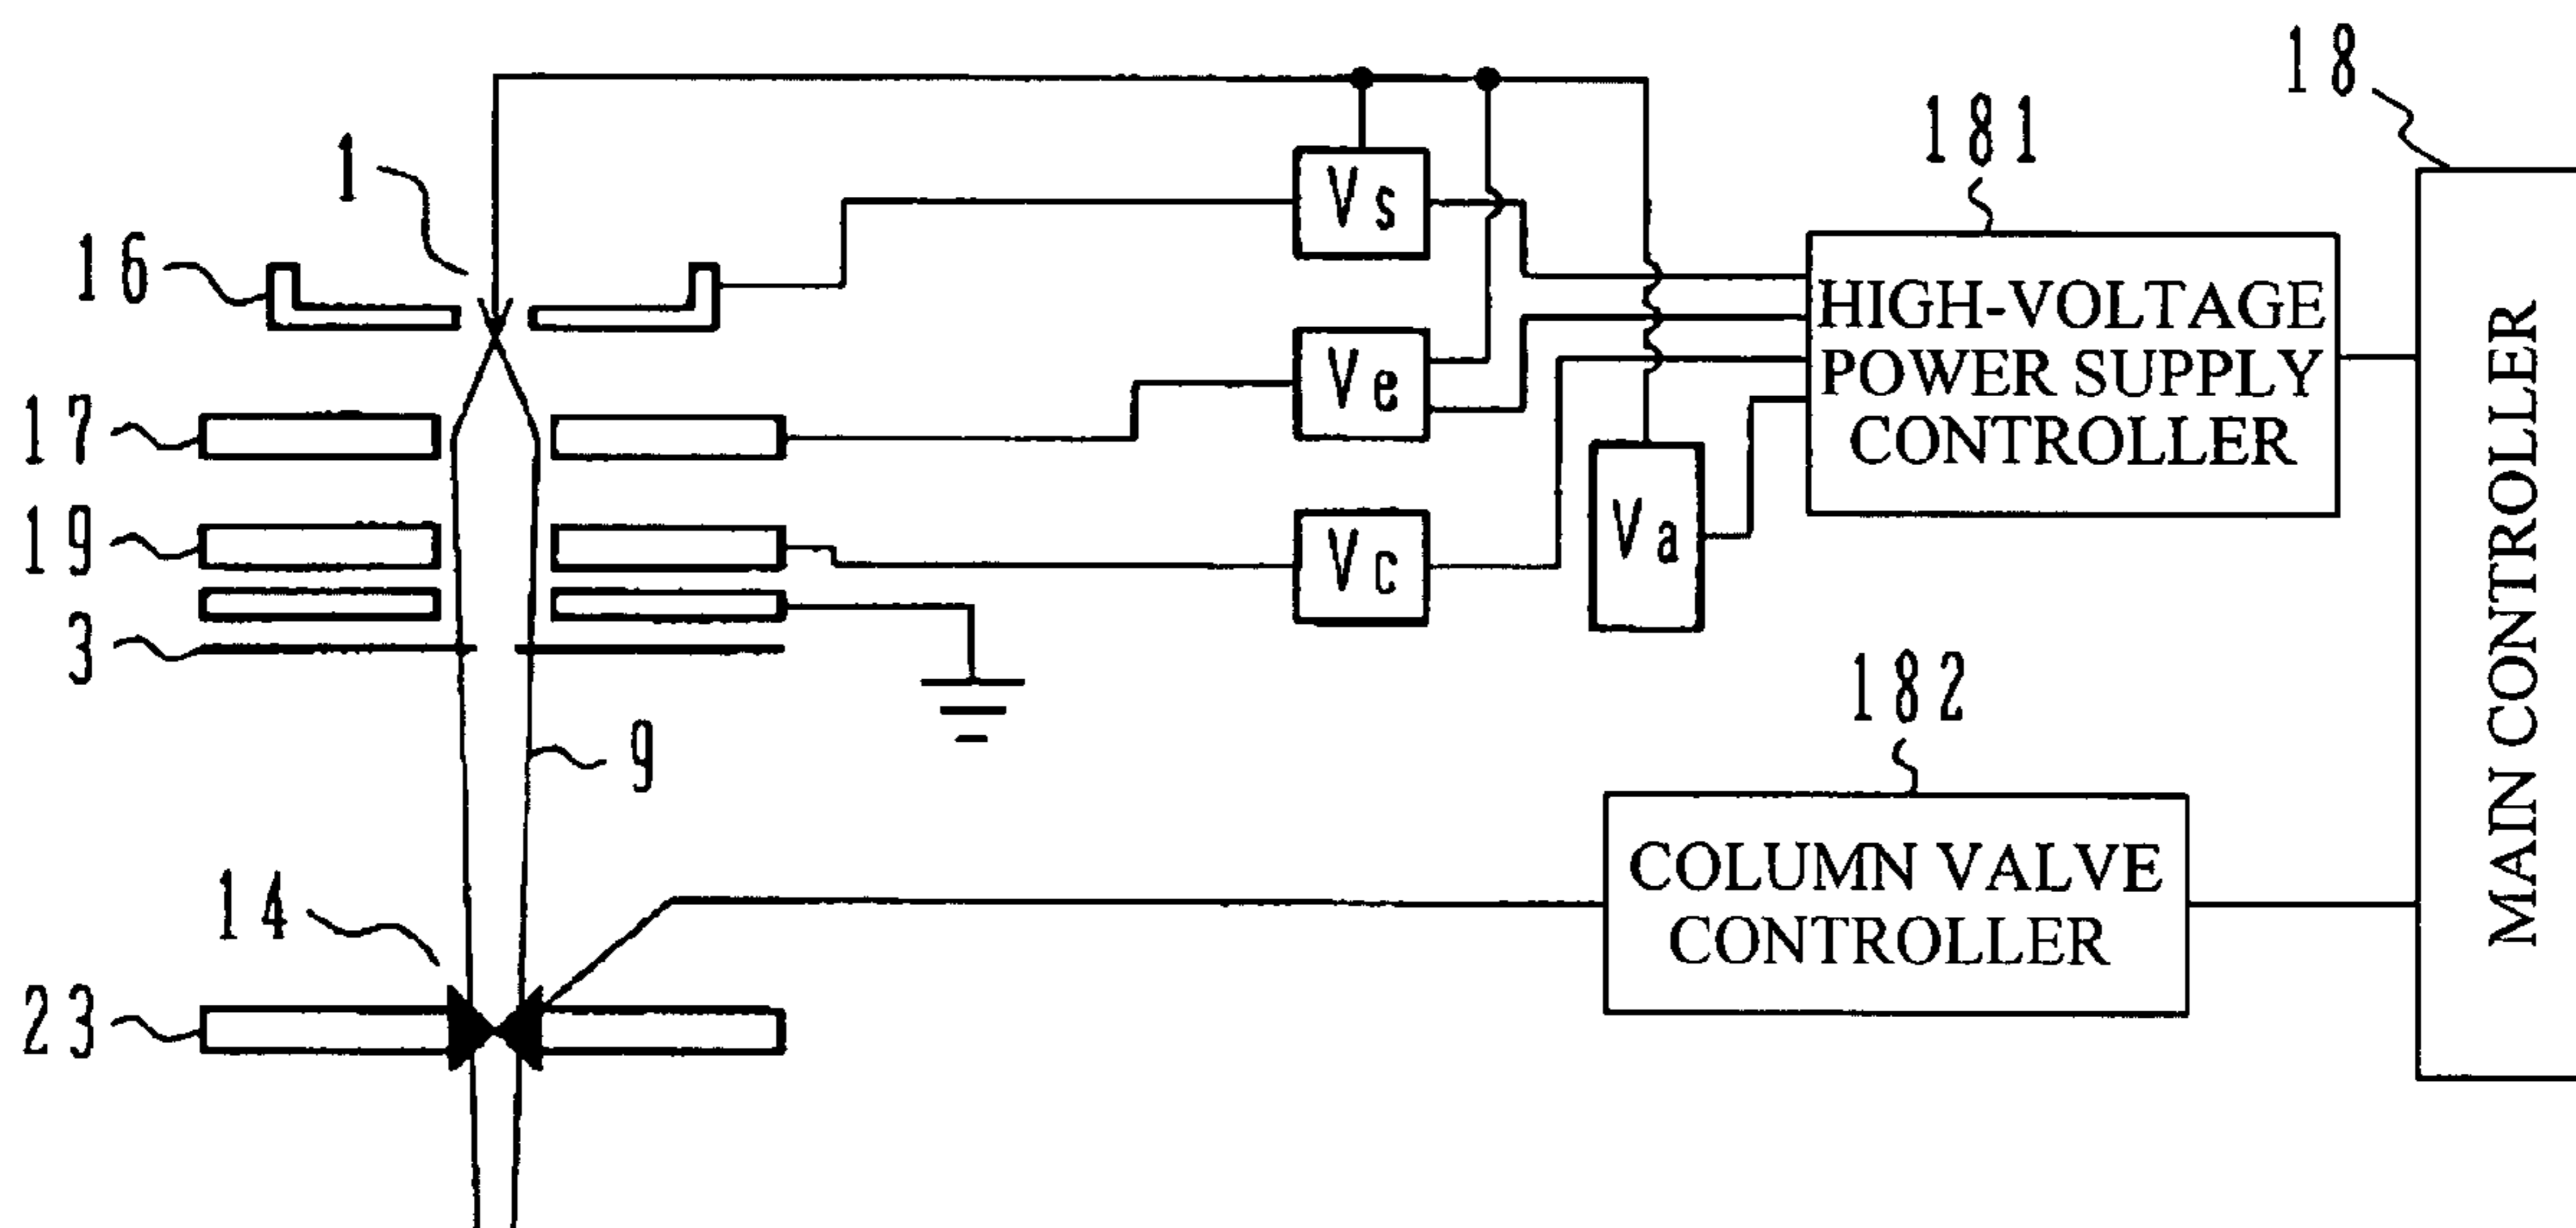 18
181
1
Vs
16
HIGH-VOLTAGE
POWER SUPPLY
CONTROLLER
Ve
17
Va
19
Vc
MAIN CONTROLLER
3
182
9
COLUMN VALVE
CONTROLLER
14
23